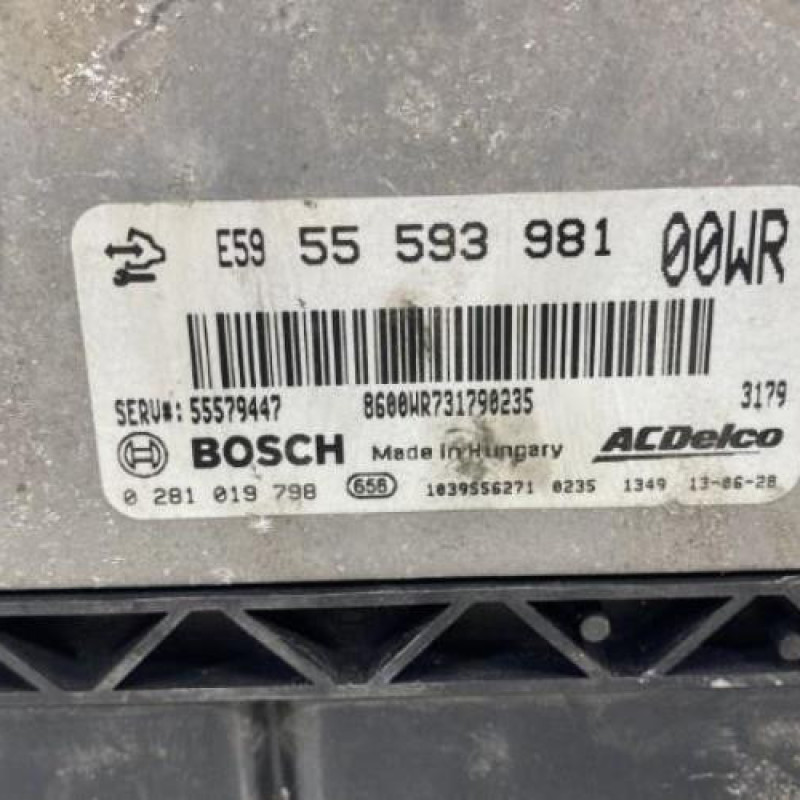 E59 55 593 981 00WR
SERV#: 55579447 8600WR731790235 3179
BOSCH Made in Hungary ACDelco
0 281 019 798 656 1039S56271 0235 1349 13-06-28